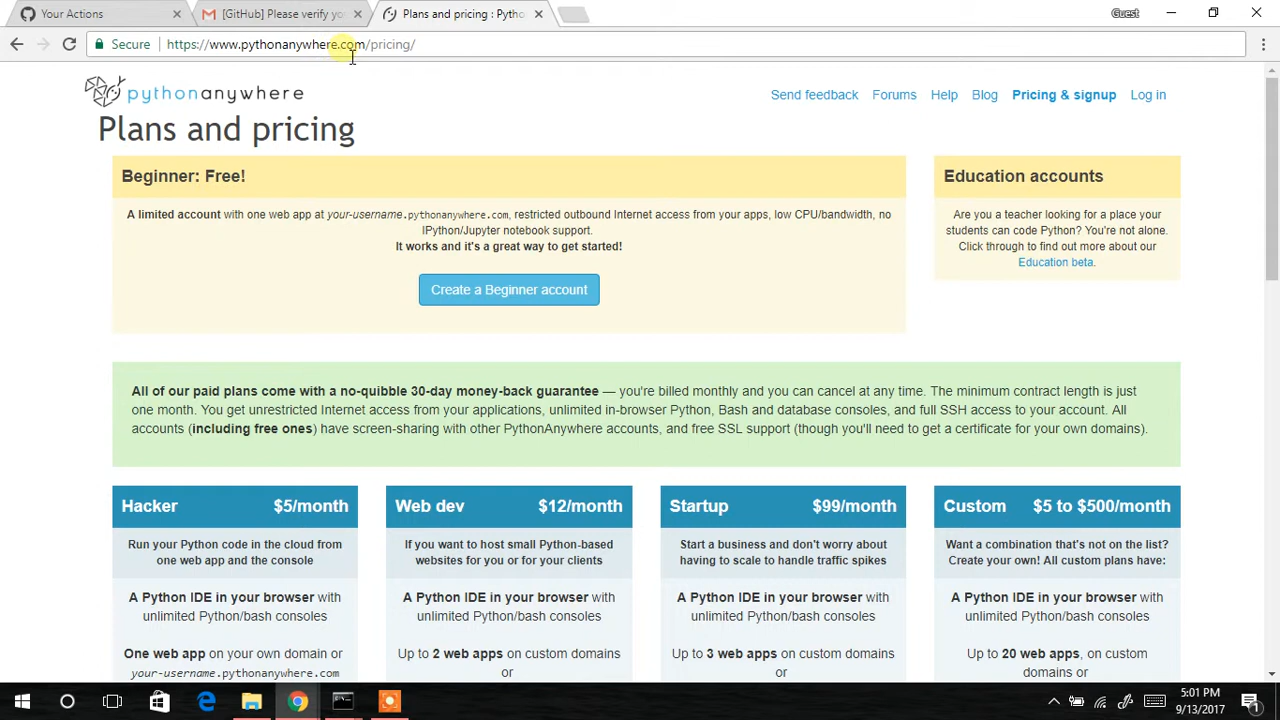 Your Actions
[GitHub] Please verify yo
Plans and pricing : Pytho
Guest
Secure
https://www.pythonanywhere.com/pricing/
pythonanywhere
Send feedback
Forums
Help
Blog
Pricing & signup
Log in
Plans and pricing
Beginner: Free!
A limited account with one web app at your-username.pythonanywhere.com, restricted outbound Internet access from your apps, low CPU/bandwidth, no
IPython/Jupyter notebook support.
It works and it's a great way to get started!
Create a Beginner account
Education accounts
Are you a teacher looking for a place your
students can code Python? You're not alone.
Click through to find out more about our
Education beta.
All of our paid plans come with a no-quibble 30-day money-back guarantee — you're billed monthly and you can cancel at any time. The minimum contract length is just
one month. You get unrestricted Internet access from your applications, unlimited in-browser Python, Bash and database consoles, and full SSH access to your account. All
accounts (including free ones) have screen-sharing with other PythonAnywhere accounts, and free SSL support (though you'll need to get a certificate for your own domains).
Hacker $5/month
Run your Python code in the cloud from
one web app and the console
A Python IDE in your browser with
unlimited Python/bash consoles
One web app on your own domain or
your-username.pythonanywhere.com
Web dev $12/month
If you want to host small Python-based
websites for you or for your clients
A Python IDE in your browser with
unlimited Python/bash consoles
Up to 2 web apps on custom domains
or
Startup $99/month
Start a business and don't worry about
having to scale to handle traffic spikes
A Python IDE in your browser with
unlimited Python/bash consoles
Up to 3 web apps on custom domains
or
Custom $5 to $500/month
Want a combination that's not on the list?
Create your own! All custom plans have:
A Python IDE in your browser with
unlimited Python/bash consoles
Up to 20 web apps, on custom
domains or
5:01 PM
9/13/2017
1